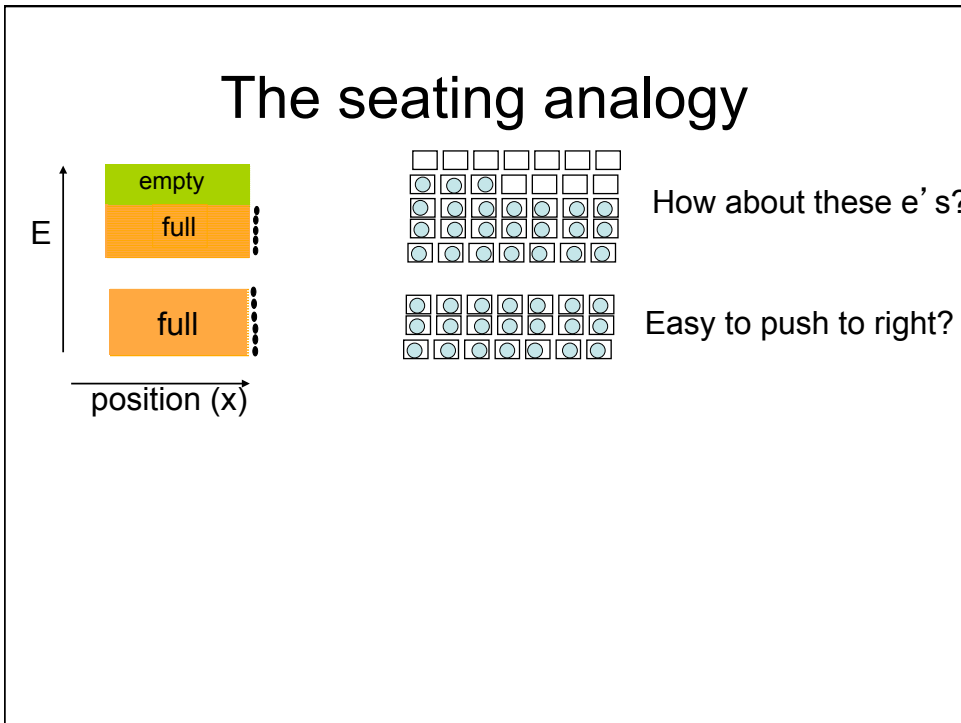 The seating analogy
empty
How about these e’ s?
E
full
full
Easy to push to right?
position (x)